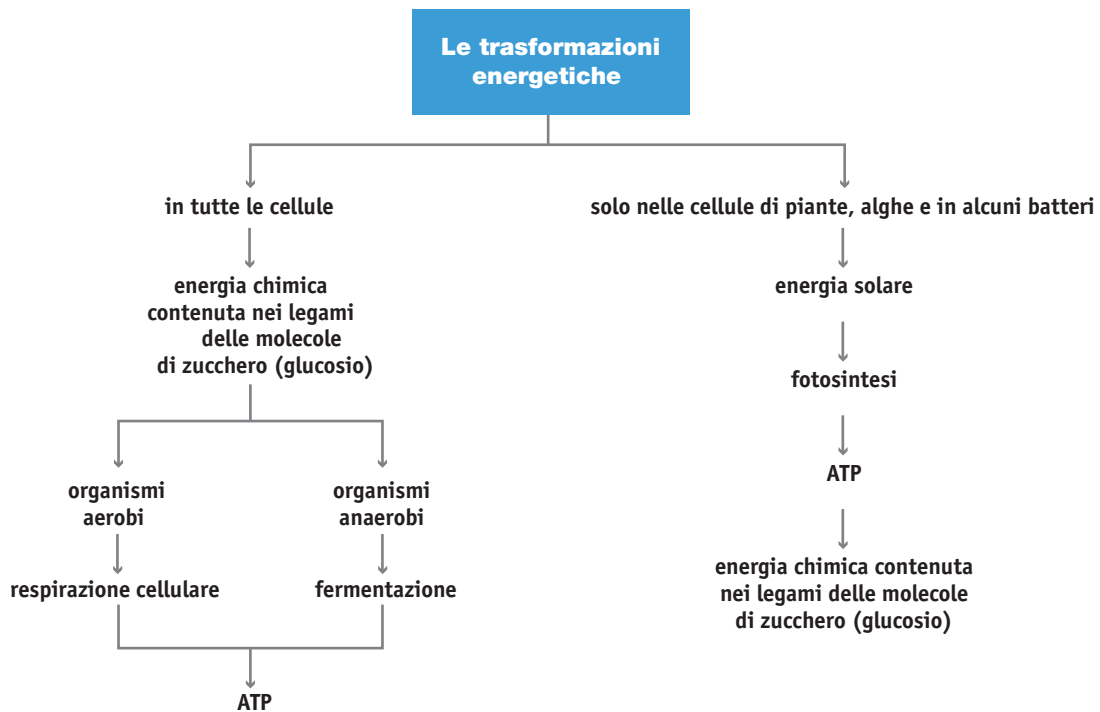 Le trasformazioni
energetiche
in tutte le cellule
energia chimica
contenuta nei legami
delle molecole
di zucchero (glucosio)
organismi
aerobi
respirazione cellulare
organismi
anaerobi
fermentazione
ATP
solo nelle cellule di piante, alghe e in alcuni batteri
energia solare
fotosintesi
ATP
energia chimica contenuta
nei legami delle molecole
di zucchero (glucosio)